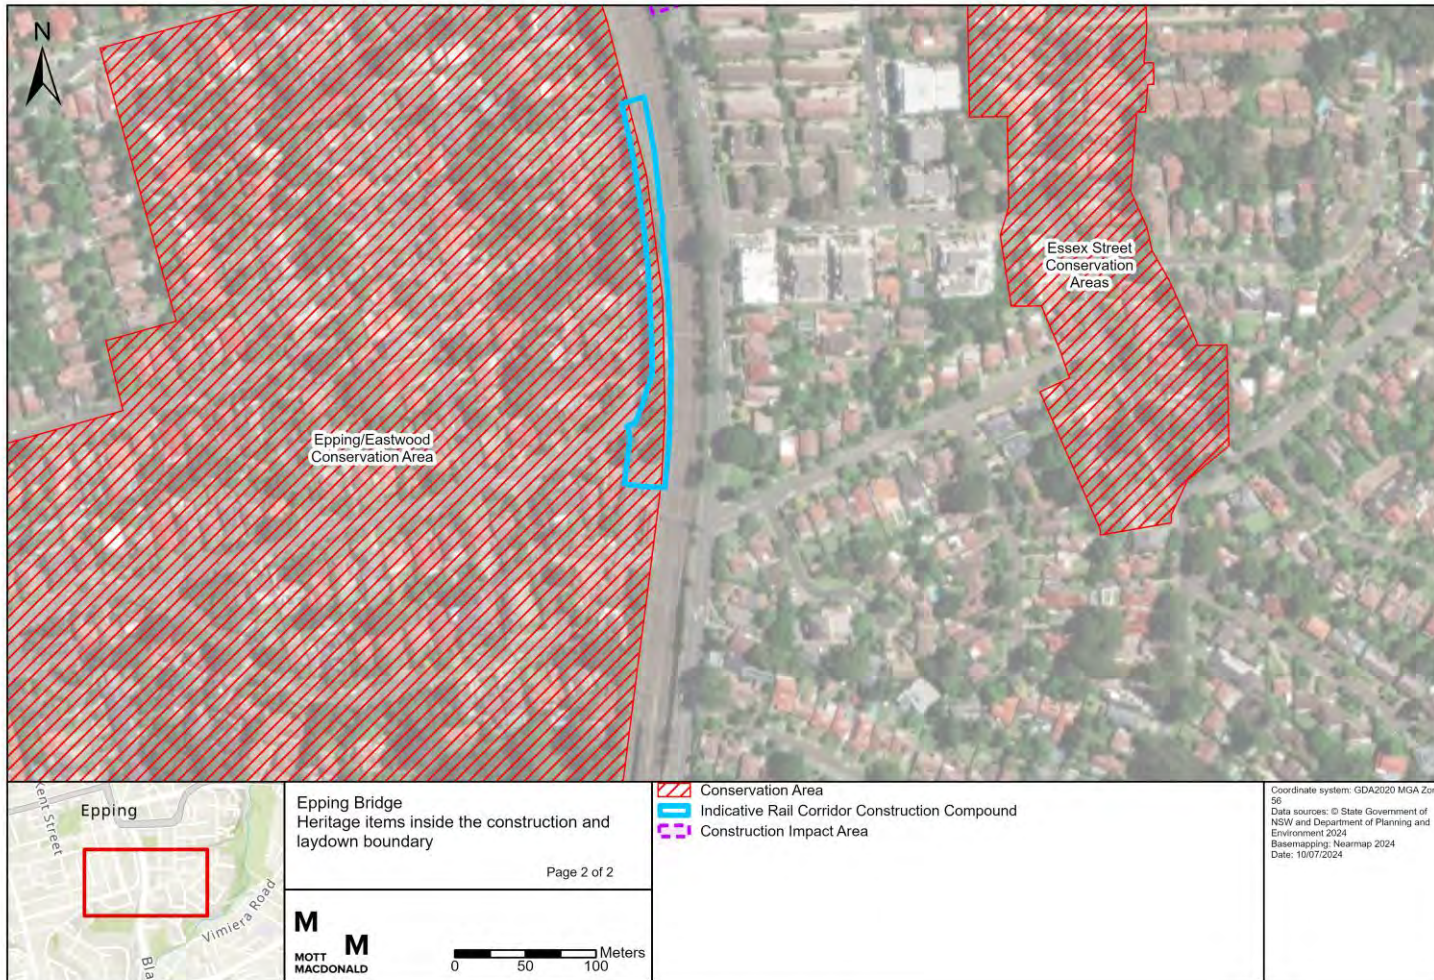 N
Essex Street
Conservation
Areas
Epping/Eastwood
Conservation Area
Epping
Kent Street
Vimiera Road
Bla
Epping Bridge
Heritage items inside the construction and
laydown boundary
Page 2 of 2
M
M
MOTT
MACDONALD
Meters
0 50 100
Conservation Area
Indicative Rail Corridor Construction Compound
Construction Impact Area
Coordinate system: GDA2020 MGA Zon
56
Data sources: © State Government of
NSW and Department of Planning and
Environment 2024
Basemapping: Nearmap 2024
Date: 10/07/2024